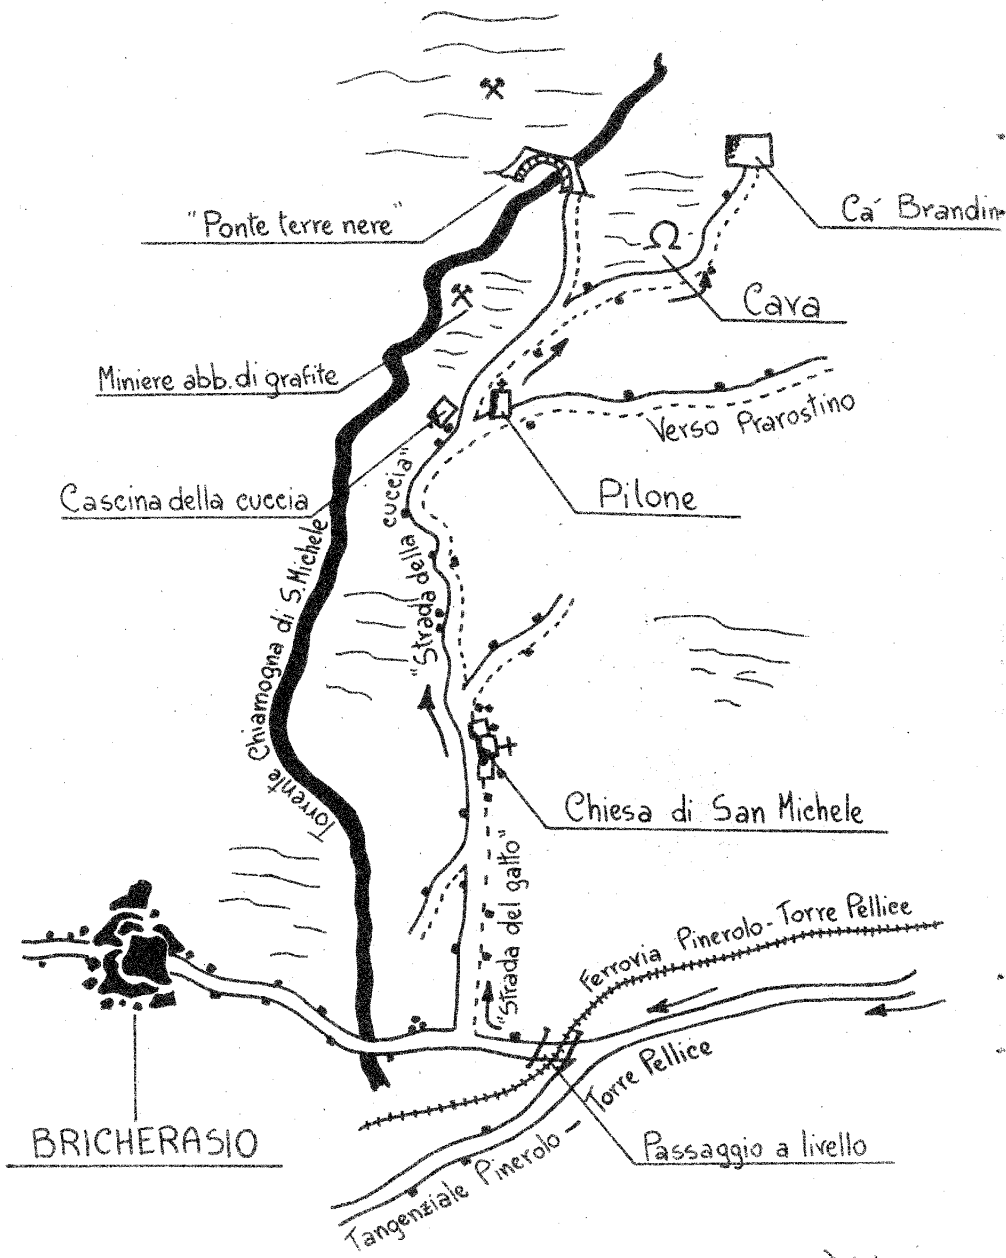 "Ponte terre nere"
Ca' Brandin
Cava
Miniere abb. di grafite
Verso Prarostino
Cascina della cuccia
Pilone
"Strada della cuccia"
Torrente Chiamogna di S. Michele
Chiesa di San Michele
"Strada del gallo"
Ferrovia Pinerolo - Torre Pellice
BRICHERASIO
Passaggio a livello
Tangenziale Pinerolo - Torre Pellice